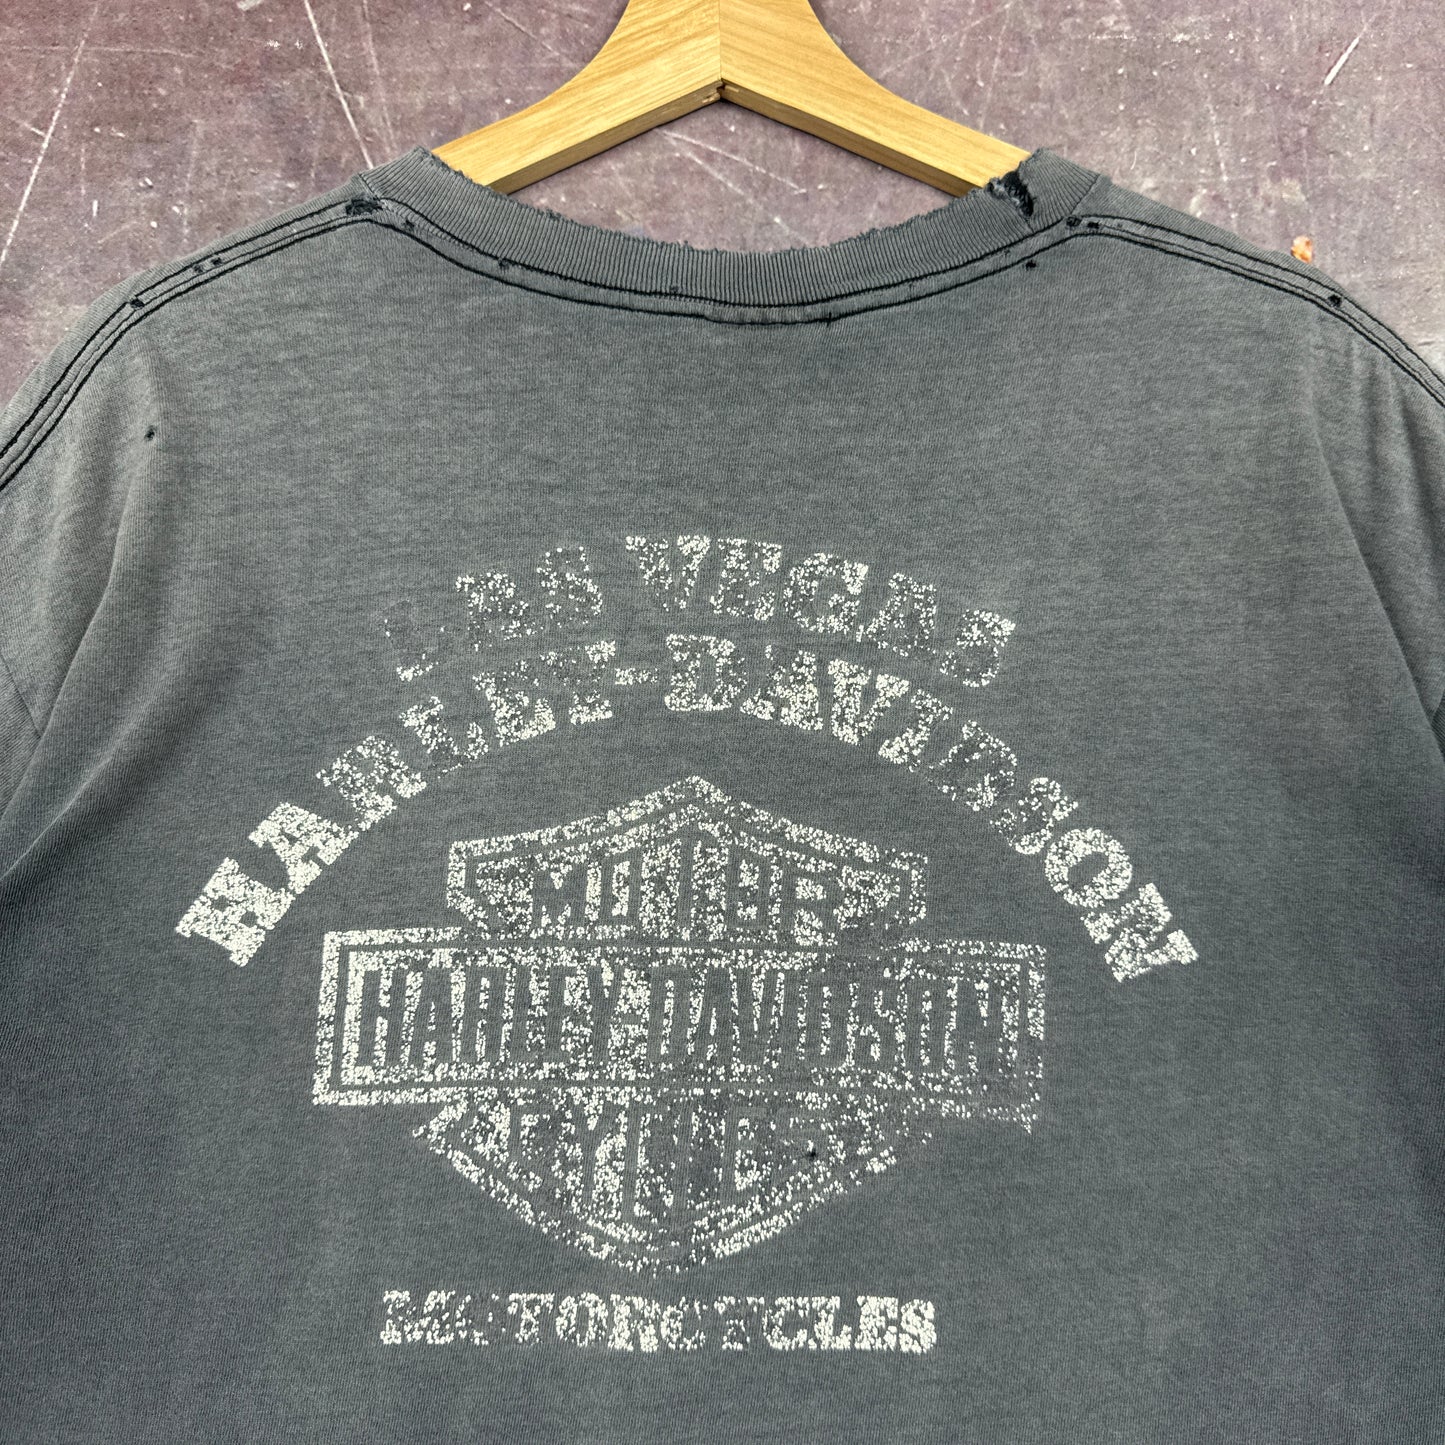 LAS VEGAS
HARLEY-DAVIDSON
MOTOR
HARLEY-DAVIDSON
CYCLES
MOTORCYCLES